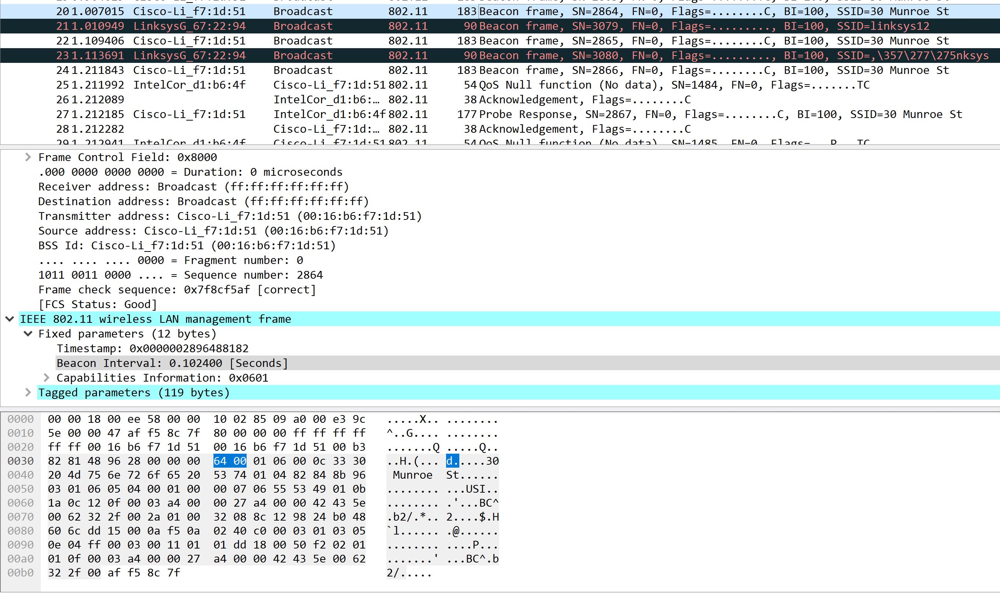 20 1.007015 Cisco-Li_f7:1d:51 Broadcast 802.11 183 Beacon frame, SN=2864, FN=0, Flags=........C, BI=100, SSID=30 Munroe St
21 1.010949 LinksysG_67:22:94 Broadcast 802.11 90 Beacon frame, SN=3079, FN=0, Flags=........., BI=100, SSID=linksys12
22 1.109406 Cisco-Li_f7:1d:51 Broadcast 802.11 183 Beacon frame, SN=2865, FN=0, Flags=........C, BI=100, SSID=30 Munroe St
23 1.113691 LinksysG_67:22:94 Broadcast 802.11 90 Beacon frame, SN=3080, FN=0, Flags=........., BI=100, SSID=,\357\277\275nksys
24 1.211843 Cisco-Li_f7:1d:51 Broadcast 802.11 183 Beacon frame, SN=2866, FN=0, Flags=........C, BI=100, SSID=30 Munroe St
25 1.211992 IntelCor_d1:b6:4f Cisco-Li_f7:1d:51 802.11 54 QoS Null function (No data), SN=1484, FN=0, Flags=.......TC
26 1.212089 IntelCor_d1:b6:… 802.11 38 Acknowledgement, Flags=........C
27 1.212185 Cisco-Li_f7:1d:51 IntelCor_d1:b6:4f 802.11 177 Probe Response, SN=2867, FN=0, Flags=........C, BI=100, SSID=30 Munroe St
28 1.212282 Cisco-Li_f7:1d:… 802.11 38 Acknowledgement, Flags=........C
29 1.212941 IntelCor_d1:b6:4f Cisco-Li_f7:1d:51 802.11 54 QoS Null function (No data), SN=1485, FN=0, Flags=...P...TC
Frame Control Field: 0x8000
.000 0000 0000 0000 = Duration: 0 microseconds
Receiver address: Broadcast (ff:ff:ff:ff:ff:ff)
Destination address: Broadcast (ff:ff:ff:ff:ff:ff)
Transmitter address: Cisco-Li_f7:1d:51 (00:16:b6:f7:1d:51)
Source address: Cisco-Li_f7:1d:51 (00:16:b6:f7:1d:51)
BSS Id: Cisco-Li_f7:1d:51 (00:16:b6:f7:1d:51)
.... .... .... 0000 = Fragment number: 0
1011 0011 0000 .... = Sequence number: 2864
Frame check sequence: 0x7f8cf5af [correct]
[FCS Status: Good]
IEEE 802.11 wireless LAN management frame
Fixed parameters (12 bytes)
Timestamp: 0x0000002896488182
Beacon Interval: 0.102400 [Seconds]
Capabilities Information: 0x0601
Tagged parameters (119 bytes)
0000 00 00 18 00 ee 58 00 00 10 02 85 09 a0 00 e3 9c .....X.. ........
0010 5e 00 00 47 af f5 8c 7f 80 00 00 00 ff ff ff ff ^..G.... ........
0020 ff ff 00 16 b6 f7 1d 51 00 16 b6 f7 1d 51 00 b3 .......Q .....Q..
0030 82 81 48 96 28 00 00 00 64 00 01 06 00 0c 33 30 ..H.(... d.....30
0040 20 4d 75 6e 72 6f 65 20 53 74 01 04 82 84 8b 96 Munroe St......
0050 03 01 06 05 04 00 01 00 00 07 06 55 53 49 01 0b ........ ...USI..
0060 1a 0c 12 0f 00 03 a4 00 00 27 a4 00 00 42 43 5e ........ .'...BC^
0070 00 62 32 2f 00 2a 01 00 32 08 8c 12 98 24 b0 48 .b2/.*.. 2....$.H
0080 60 6c dd 15 00 0a f5 0a 02 40 c0 00 03 01 03 05 `l...... .@......
0090 0e 04 ff 00 03 00 11 01 01 dd 18 00 50 f2 02 01 ........ ....P...
00a0 01 0f 00 03 a4 00 00 27 a4 00 00 42 43 5e 00 62 .......' ...BC^.b
00b0 32 2f 00 af f5 8c 7f 2/.....